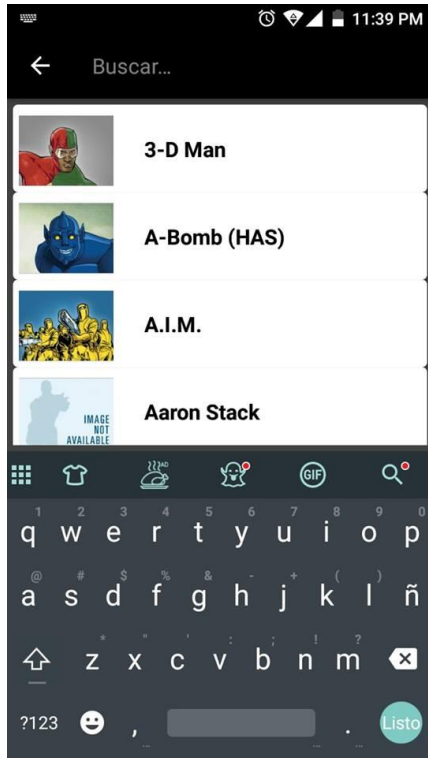 11:39 PM
Buscar...
3-D Man
A-Bomb (HAS)
A.I.M.
IMAGE
NOT
AVAILABLE
Aaron Stack
AD
GIF
1 2 3 4 5 6 7 8 9 0
q w e r t y u i o p
@ # $ % & - + ( )
a s d f g h j k l ñ
* " ' : ; ! ?
z x c v b n m
?123 , . Listo